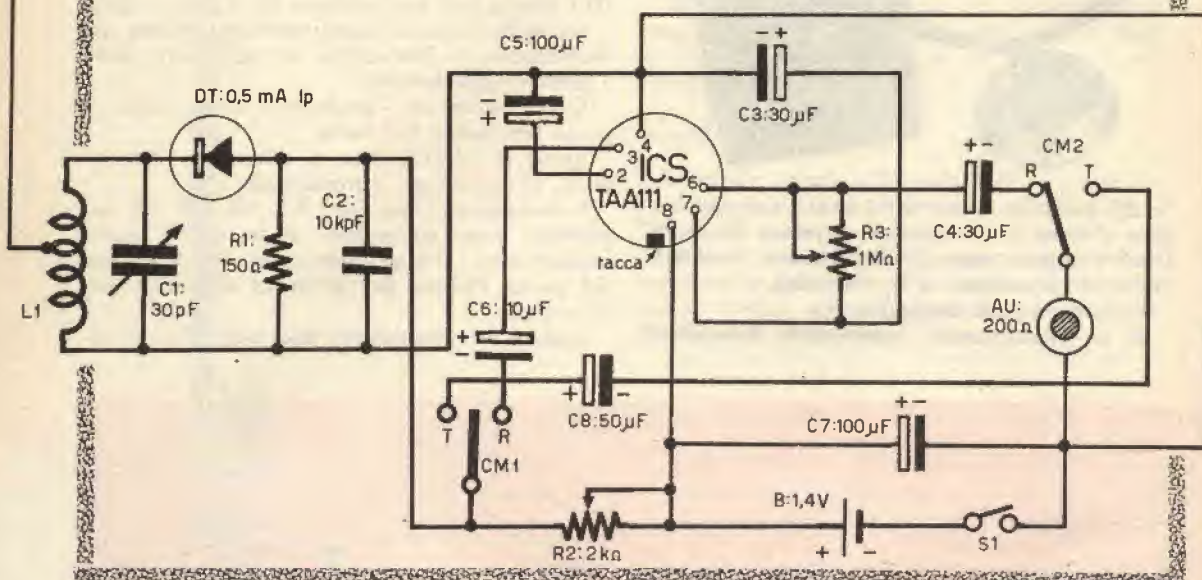 C5:100µF
DT:0,5 mA Ip
- +
C3:30µF
-
+
4
3
2
ICS
TAA111
6
7
8
tacca
+ -
C4:30µF
CM2
R
T
R3:
1MΩ
C2:
10kpF
R1:
150Ω
C1:
30pF
L1
AU:
200Ω
C6:10µF
+
-
+ -
C8:50µF
T
R
CM1
+ -
C7:100µF
B:1,4V
+ -
S1
R2:2kΩ